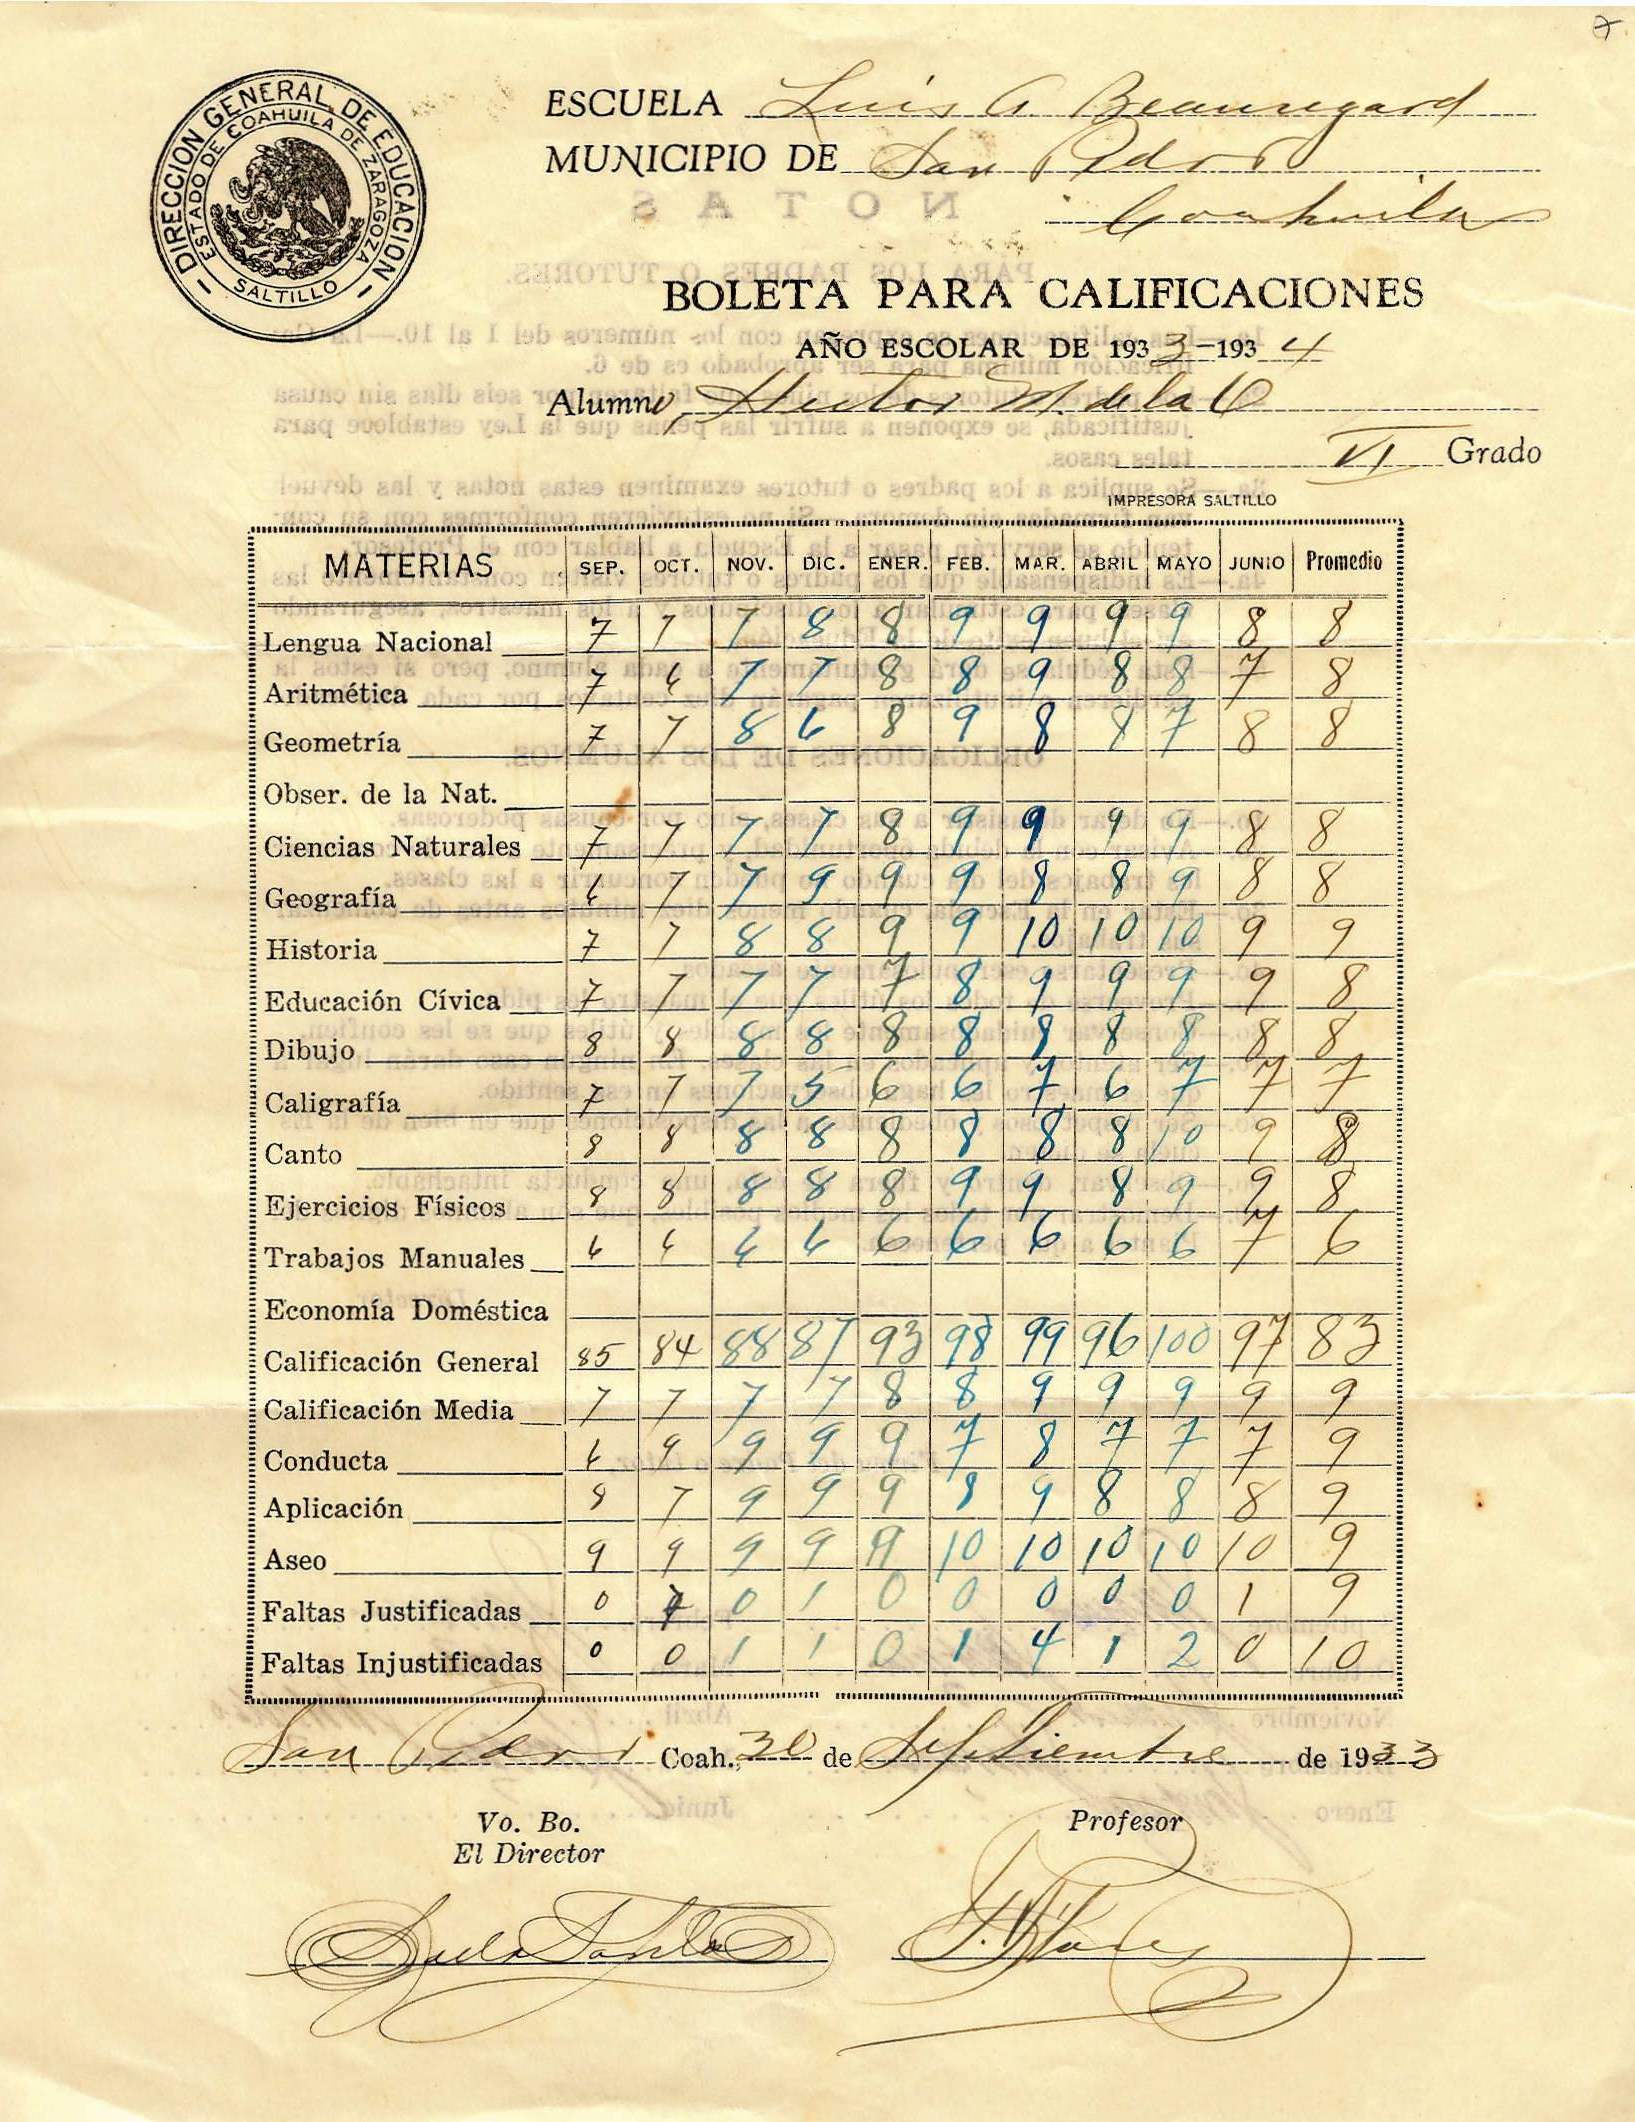 DIRECCION GENERAL DE EDUCACION
ESTADO DE COAHUILA DE ZARAGOZA
SALTILLO
ESCUELA Luis A. Beauregard
MUNICIPIO DE San Pedro
Coahuila
BOLETA PARA CALIFICACIONES
AÑO ESCOLAR DE 1933-1934
Alumno, Hector M. de la O
VI Grado
IMPRESORA SALTILLO
MATERIAS SEP. OCT. NOV. DIC. ENER. FEB. MAR. ABRIL MAYO JUNIO Promedio
Lengua Nacional 7 7 7 8 8 9 9 9 9 8 8
Aritmética 7 6 7 7 8 8 9 8 8 7 8
Geometría 7 7 8 6 8 9 8 8 7 8 8
Obser. de la Nat.
Ciencias Naturales 7 7 7 7 8 9 9 9 9 8 8
Geografía 6 7 7 9 9 9 8 8 9 8 8
Historia 7 7 8 8 9 9 10 10 10 9 9
Educación Cívica 7 7 7 7 7 8 9 9 9 9 8
Dibujo 8 8 8 8 8 8 8 8 8 8 8
Caligrafía 7 7 7 5 6 6 7 6 7 7 7
Canto 8 8 8 8 8 8 8 8 10 9 8
Ejercicios Físicos 8 8 8 8 8 9 9 8 9 9 8
Trabajos Manuales 6 6 6 6 6 6 6 6 6 7 6
Economía Doméstica
Calificación General 85 84 88 87 93 98 99 96 100 97 83
Calificación Media 7 7 7 7 8 8 9 9 9 9 9
Conducta 6 9 9 9 9 7 8 7 7 7 9
Aplicación 8 7 9 9 9 8 9 8 8 8 9
Aseo 9 9 9 9 9 10 10 10 10 10 9
Faltas Justificadas 0 1 0 1 0 0 0 0 0 1 9
Faltas Injustificadas 0 0 1 1 0 1 4 1 2 0 10
San Pedro Coah. 30 de Septiembre de 1933
Vo. Bo.
El Director
Profesor